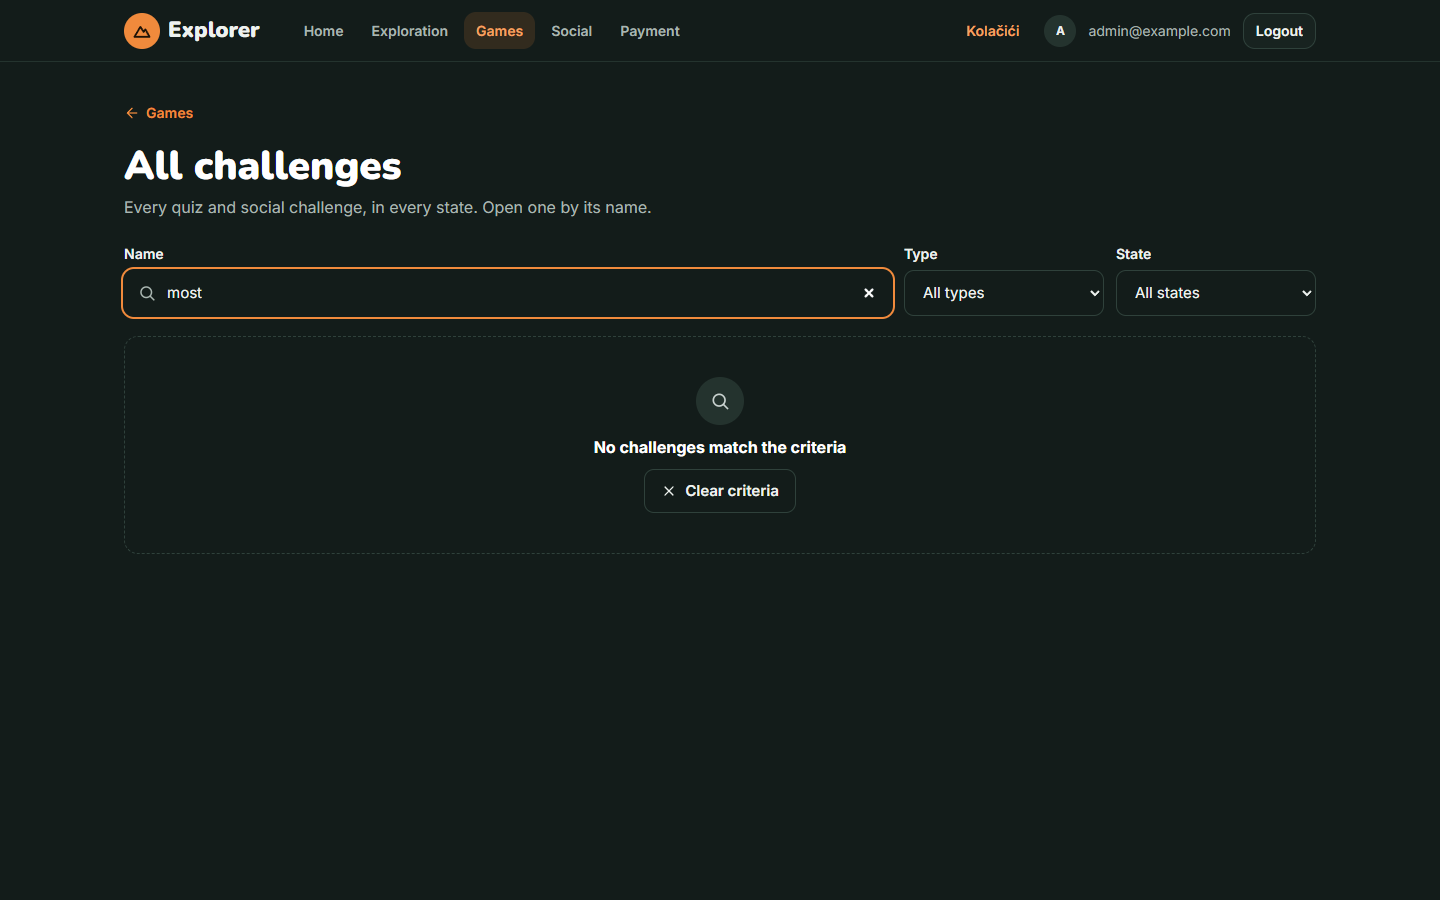 Explorer
Home
Exploration
Games
Social
Payment
Kolačići
A
admin@example.com
Logout
← Games
All challenges
Every quiz and social challenge, in every state. Open one by its name.
Name
Type
State
most
All types
All states
No challenges match the criteria
Clear criteria